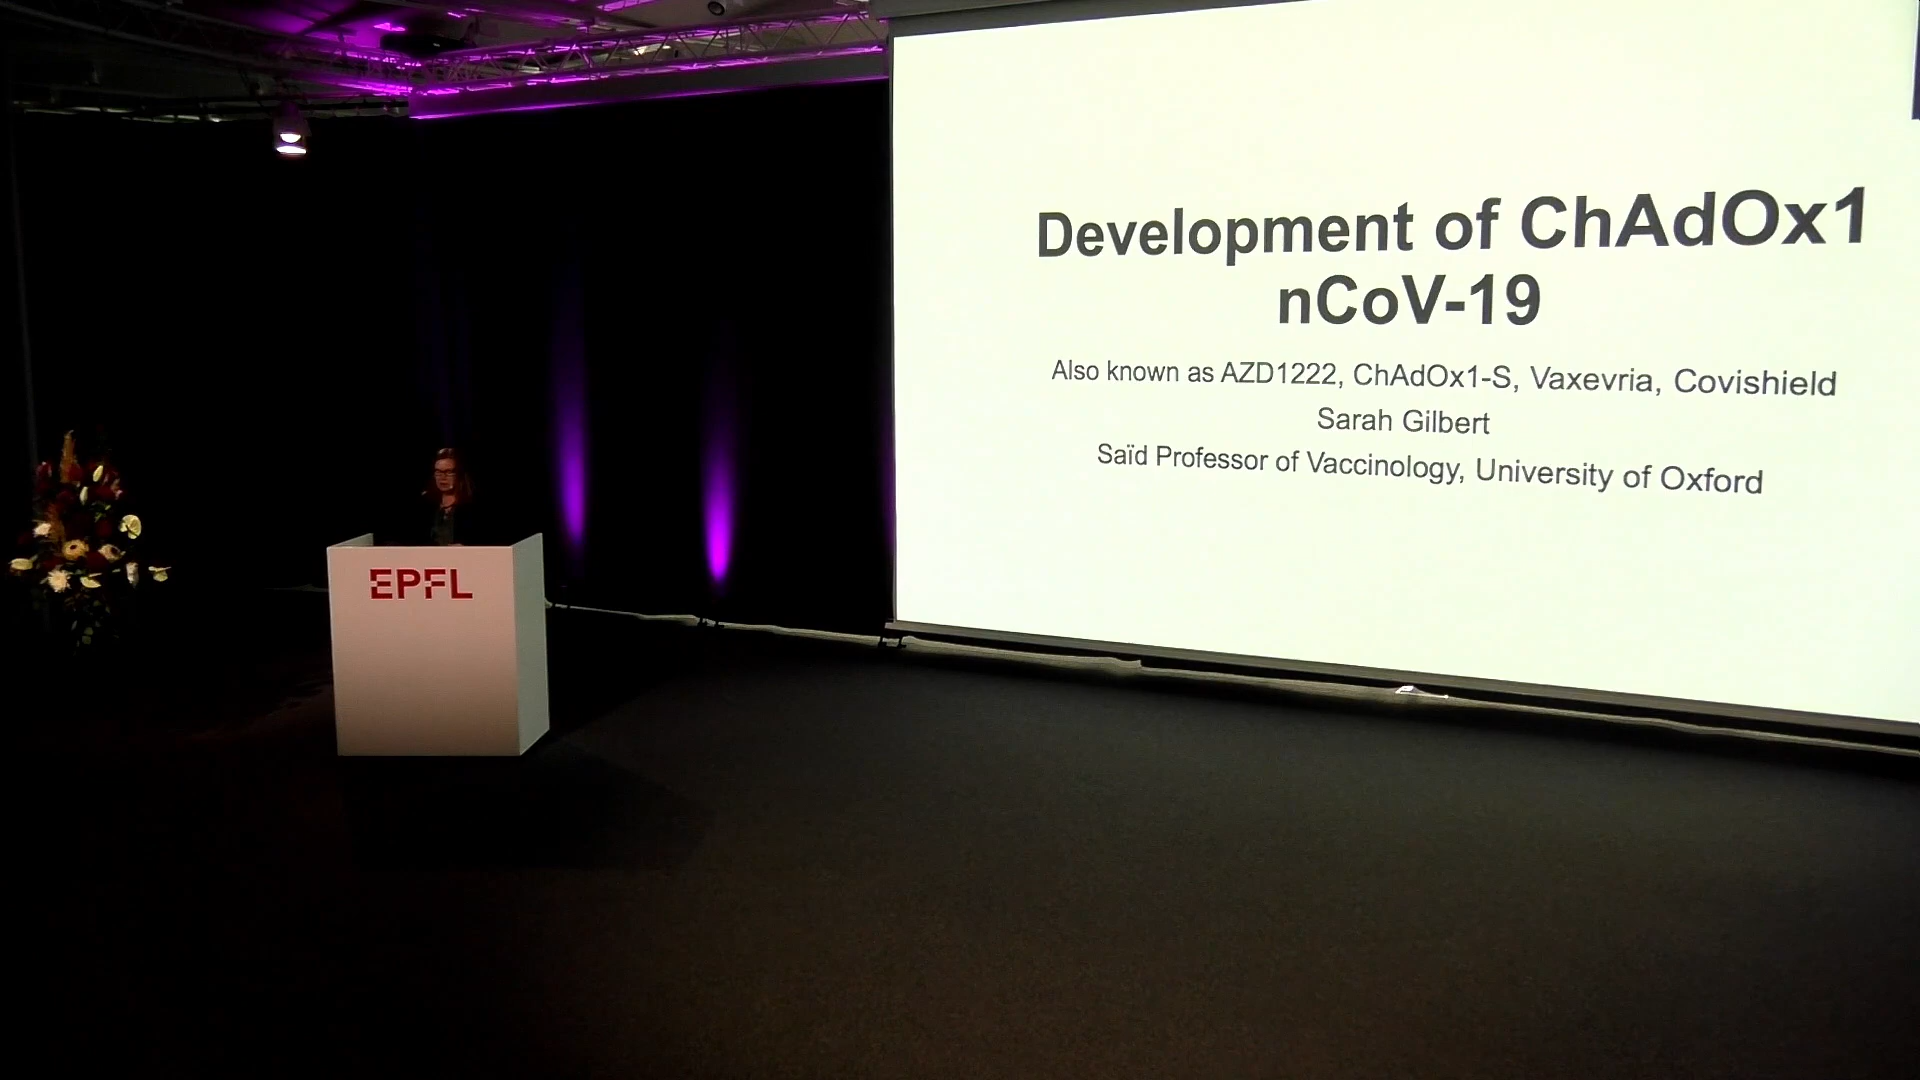 Development of ChAdOx1
nCoV-19
Also known as AZD1222, ChAdOx1-S, Vaxevria, Covishield
Sarah Gilbert
Saïd Professor of Vaccinology, University of Oxford
EPFL